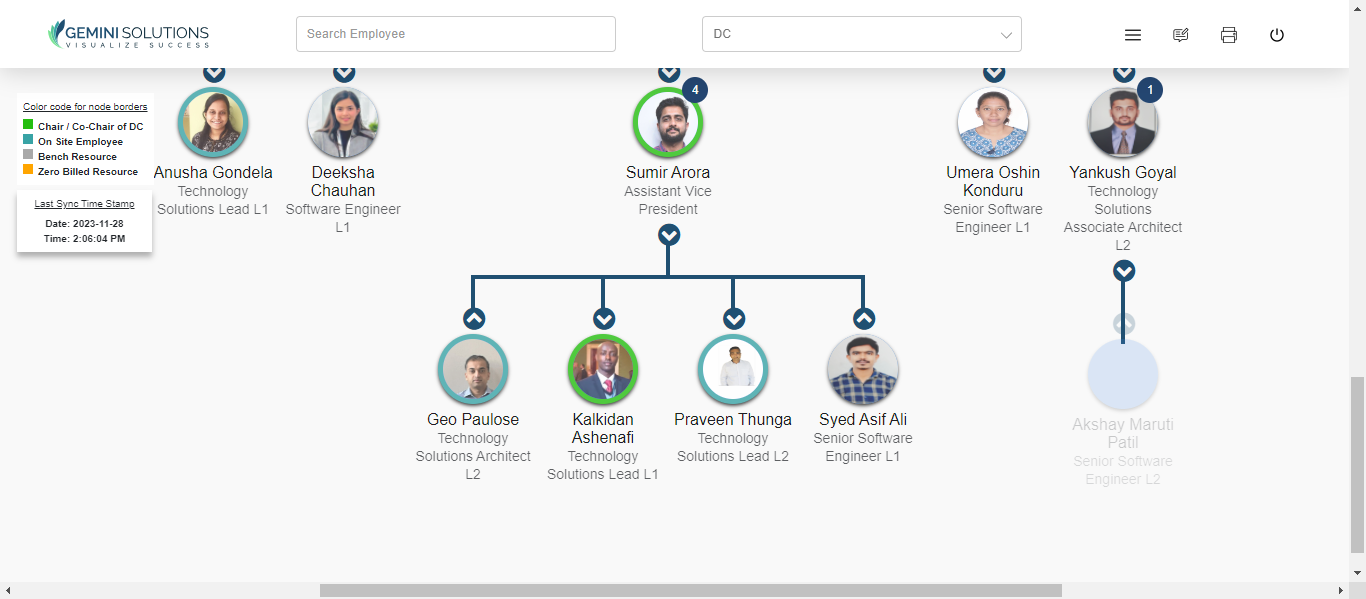 GEMINI SOLUTIONS
VISUALIZE SUCCESS
Search Employee
DC
Color code for node borders
Chair / Co-Chair of DC
On Site Employee
Bench Resource
Zero Billed Resource
Last Sync Time Stamp
Date: 2023-11-28
Time: 2:06:04 PM
Anusha Gondela
Technology
Solutions Lead L1
Deeksha
Chauhan
Software Engineer
L1
4
Sumir Arora
Assistant Vice
President
Umera Oshin
Konduru
Senior Software
Engineer L1
1
Yankush Goyal
Technology
Solutions
Associate Architect
L2
Geo Paulose
Technology
Solutions Architect
L2
Kalkidan
Ashenafi
Technology
Solutions Lead L1
Praveen Thunga
Technology
Solutions Lead L2
Syed Asif Ali
Senior Software
Engineer L1
Akshay Maruti
Patil
Senior Software
Engineer L2